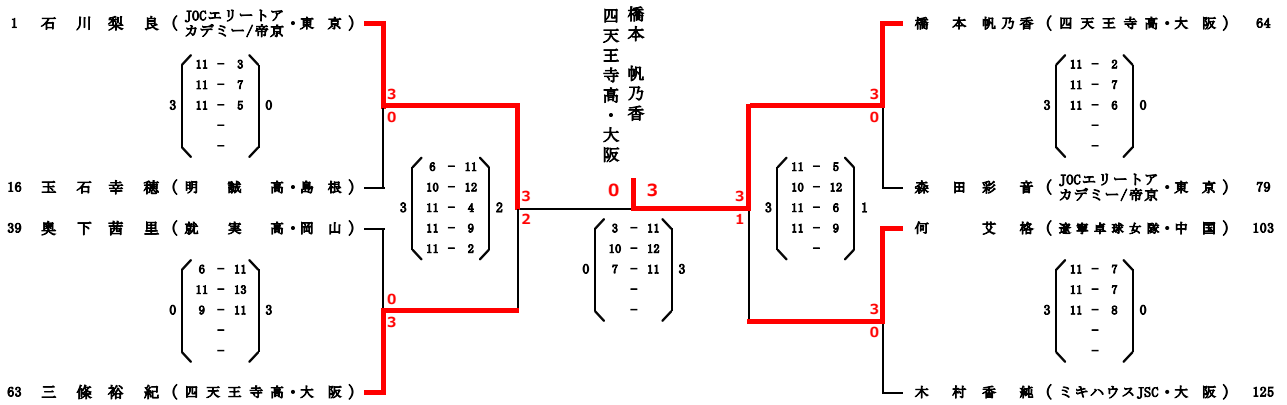 1 石川梨良 (JOCエリートアカデミー/帝京・東京)
11 - 3
11 - 7
3 11 - 5 0
-
-
3
0
16 玉石幸穂 (明誠高・島根)
39 奥下茜里 (就実高・岡山)
6 - 11
11 - 13
0 9 - 11 3
-
-
0
3
63 三條裕紀 (四天王寺高・大阪)
6 - 11
10 - 12
3 11 - 4 2
11 - 9
11 - 2
3
2
橋本 帆乃香
四天王寺高・大阪
0 3
3 - 11
10 - 12
0 7 - 11 3
-
-
3
1
11 - 5
10 - 12
3 11 - 6 1
11 - 9
-
橋本帆乃香 (四天王寺高・大阪) 64
11 - 2
11 - 7
3 11 - 6 0
-
-
3
0
森田彩音 (JOCエリートアカデミー/帝京・東京) 79
何艾格 (遼寧卓球女隊・中国) 103
11 - 7
11 - 7
3 11 - 8 0
-
-
3
0
木村香純 (ミキハウスJSC・大阪) 125